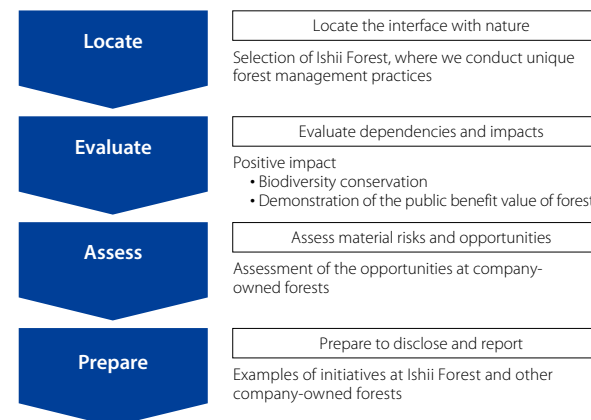 Locate
Locate the interface with nature
Selection of Ishii Forest, where we conduct unique
forest management practices
Evaluate
Evaluate dependencies and impacts
Positive impact
• Biodiversity conservation
• Demonstration of the public benefit value of forest
Assess
Assess material risks and opportunities
Assessment of the opportunities at company-
owned forests
Prepare
Prepare to disclose and report
Examples of initiatives at Ishii Forest and other
company-owned forests